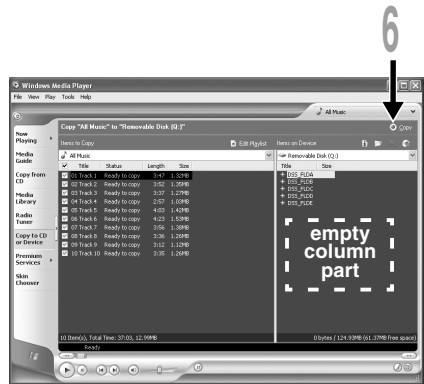 6
Windows Media Player
File View Play Tools Help
All Music
Copy "All Music" to "Removable Disk (Q:)"
Copy
Items to Copy
Edit Playlist
Items on Device
All Music
Removable Disk (Q:)
Title Status Length Size
Title Size
01 Track 1 Ready to copy 3:47 1.32MB
02 Track 2 Ready to copy 3:52 1.35MB
03 Track 3 Ready to copy 3:37 1.27MB
04 Track 4 Ready to copy 2:57 1.03MB
05 Track 5 Ready to copy 4:03 1.42MB
06 Track 6 Ready to copy 4:23 1.53MB
07 Track 7 Ready to copy 3:56 1.38MB
08 Track 8 Ready to copy 3:36 1.26MB
09 Track 9 Ready to copy 3:12 1.12MB
10 Track 10 Ready to copy 3:35 1.26MB
DSS_FLDA
DSS_FLDB
DSS_FLDC
DSS_FLDD
DSS_FLDE
empty
column
part
Now
Playing
Media
Guide
Copy from
CD
Media
Library
Radio
Tuner
Copy to CD
or Device
Premium
Services
Skin
Chooser
10 Item(s), Total Time: 37:03, 12.99MB
0 bytes / 124.93MB (61.37MB free space)
Ready